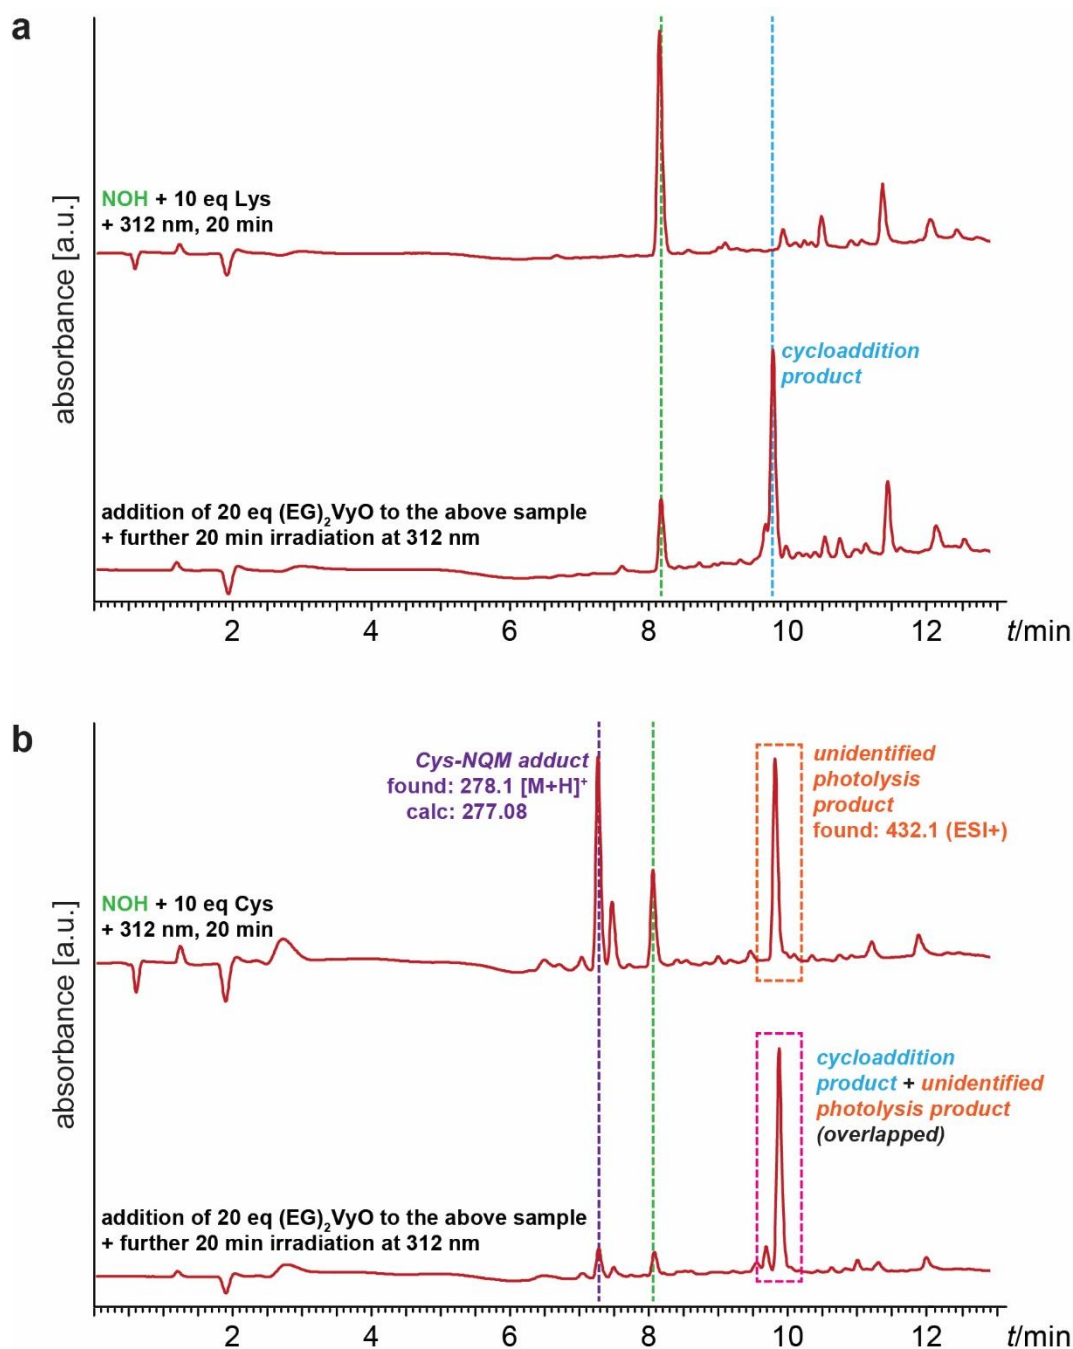 a
absorbance [a.u.]
NOH + 10 eq Lys
+ 312 nm, 20 min
cycloaddition
product
addition of 20 eq (EG)₂VyO to the above sample
+ further 20 min irradiation at 312 nm
2 4 6 8 10 12 t/min
b
absorbance [a.u.]
Cys-NQM adduct
found: 278.1 [M+H]⁺
calc: 277.08
unidentified
photolysis
product
found: 432.1 (ESI+)
NOH + 10 eq Cys
+ 312 nm, 20 min
cycloaddition
product + unidentified
photolysis product
(overlapped)
addition of 20 eq (EG)₂VyO to the above sample
+ further 20 min irradiation at 312 nm
2 4 6 8 10 12 t/min